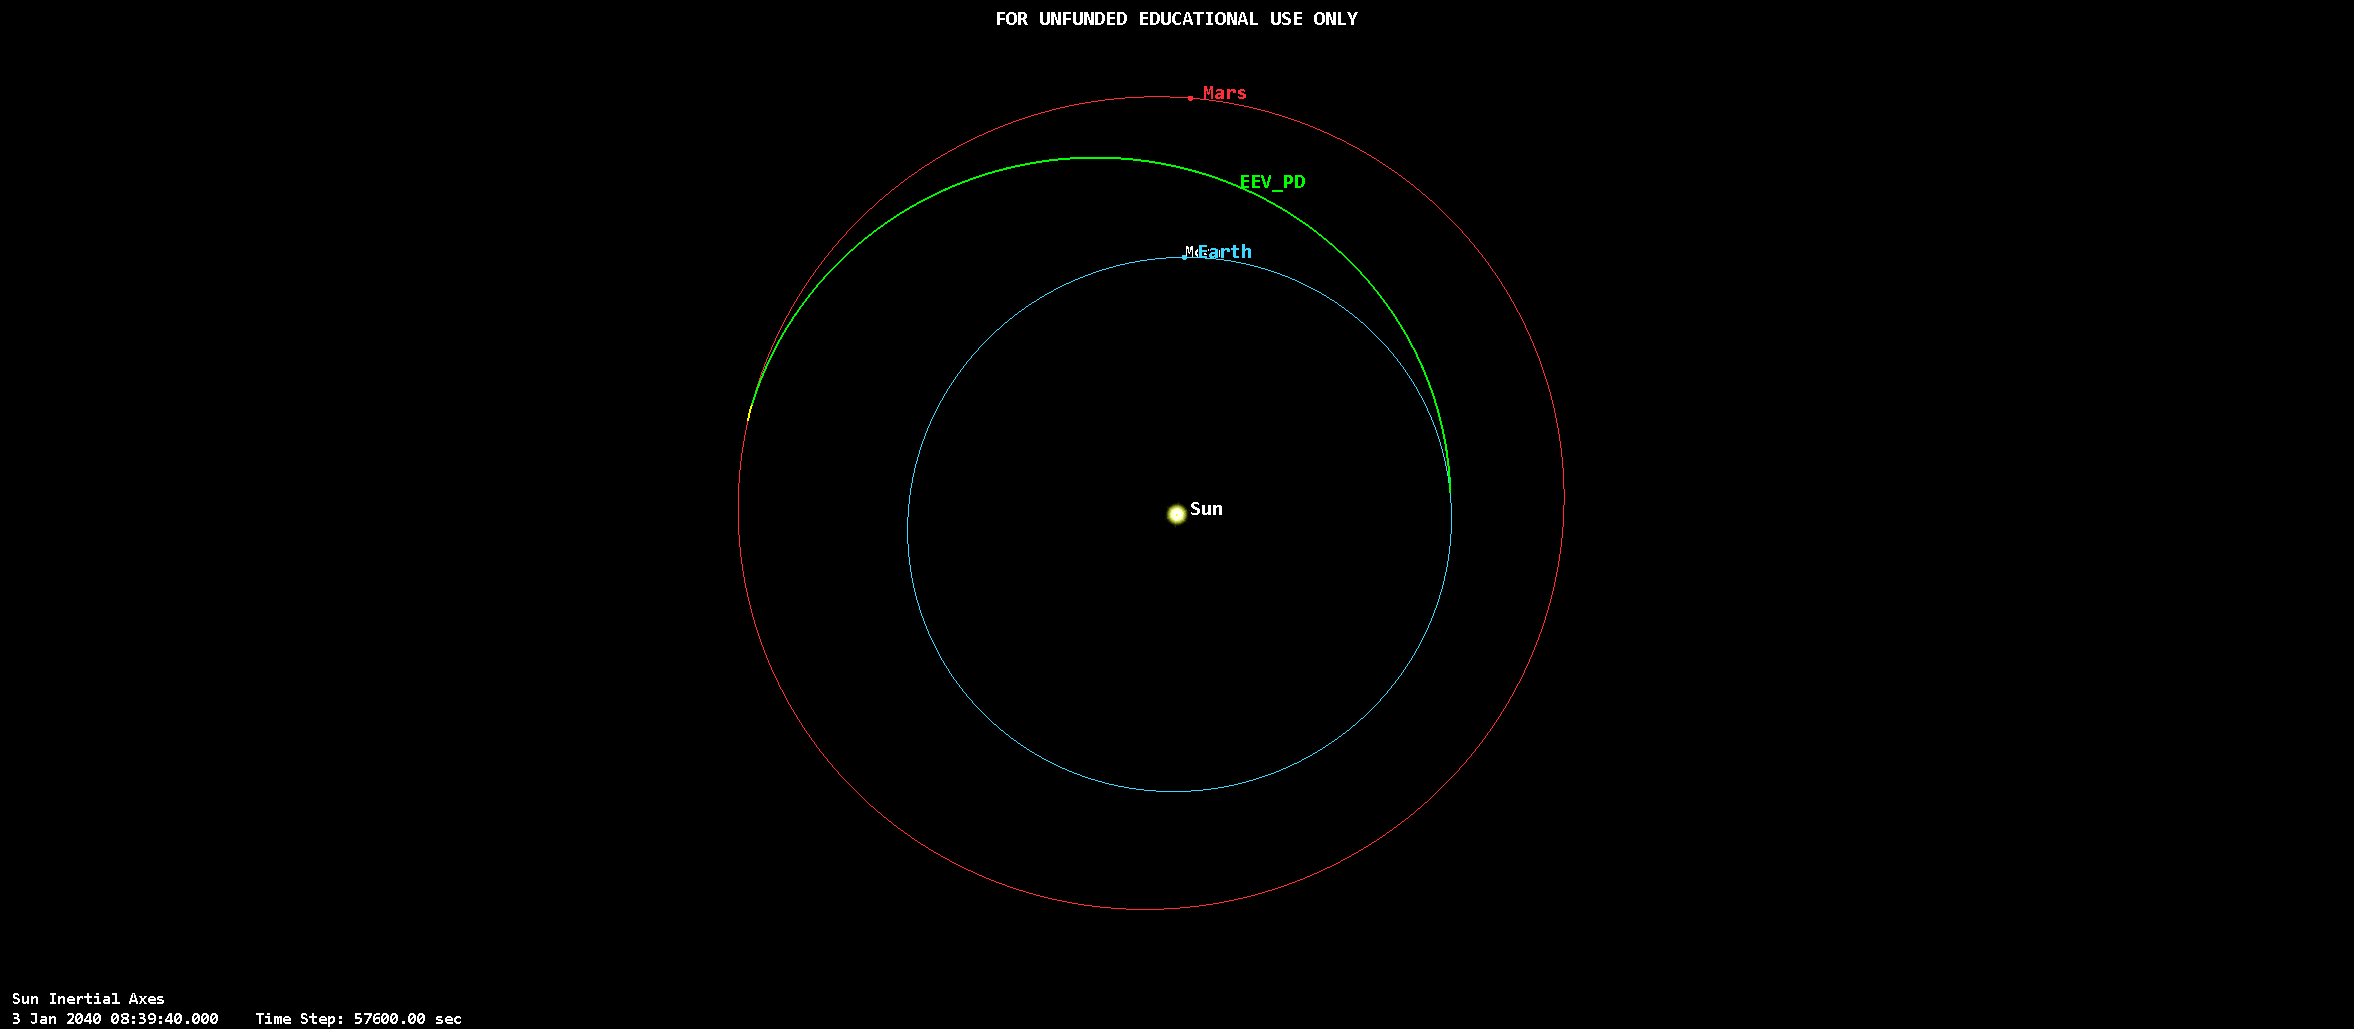 FOR UNFUNDED EDUCATIONAL USE ONLY
Mars
EEV_PD
Earth
Sun
Sun Inertial Axes
3 Jan 2040 08:39:40.000    Time Step: 57600.00 sec